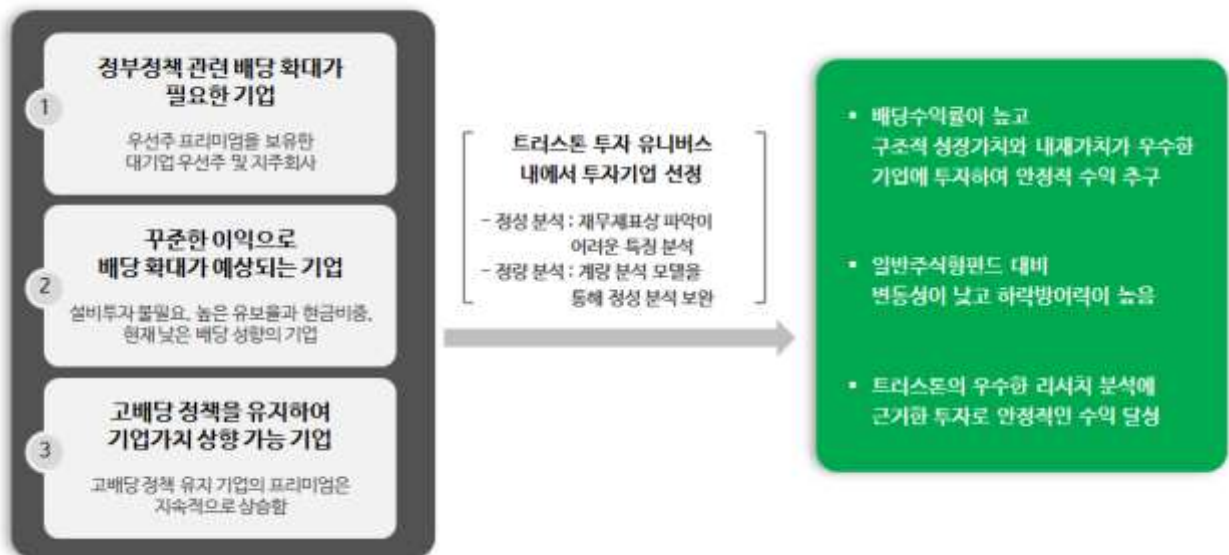 1
정부정책 관련 배당 확대가
필요한 기업
우선주 프리미엄을 보유한
대기업 우선주 및 지주회사
2
꾸준한 이익으로
배당 확대가 예상되는 기업
설비투자 불필요, 높은 유보율과 현금비중,
현재 낮은 배당 성향의 기업
3
고배당 정책을 유지하여
기업가치 상향 가능 기업
고배당 정책 유지 기업의 프리미엄은
지속적으로 상승함
트러스톤 투자 유니버스
내에서 투자기업 선정
- 정성 분석 : 재무제표상 파악이
어려운 특징 분석
- 정량 분석 : 계량 분석 모델을
통해 정성 분석 보완
▪ 배당수익률이 높고
구조적 성장가치와 내재가치가 우수한
기업에 투자하여 안정적 수익 추구
▪ 일반주식형펀드 대비
변동성이 낮고 하락방어력이 높음
▪ 트러스톤의 우수한 리서치 분석에
근거한 투자로 안정적인 수익 달성